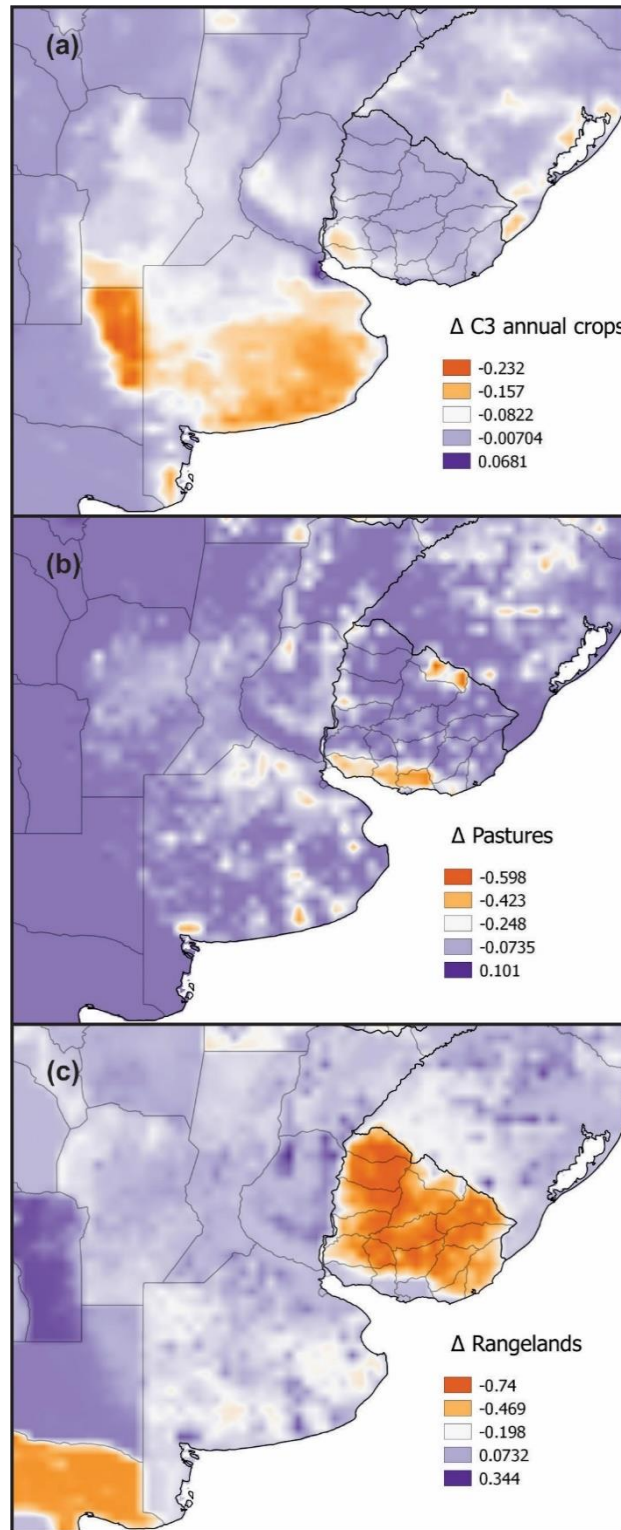 (a)
Δ C3 annual crops
-0.232
-0.157
-0.0822
-0.00704
0.0681
(b)
Δ Pastures
-0.598
-0.423
-0.248
-0.0735
0.101
(c)
Δ Rangelands
-0.74
-0.469
-0.198
0.0732
0.344